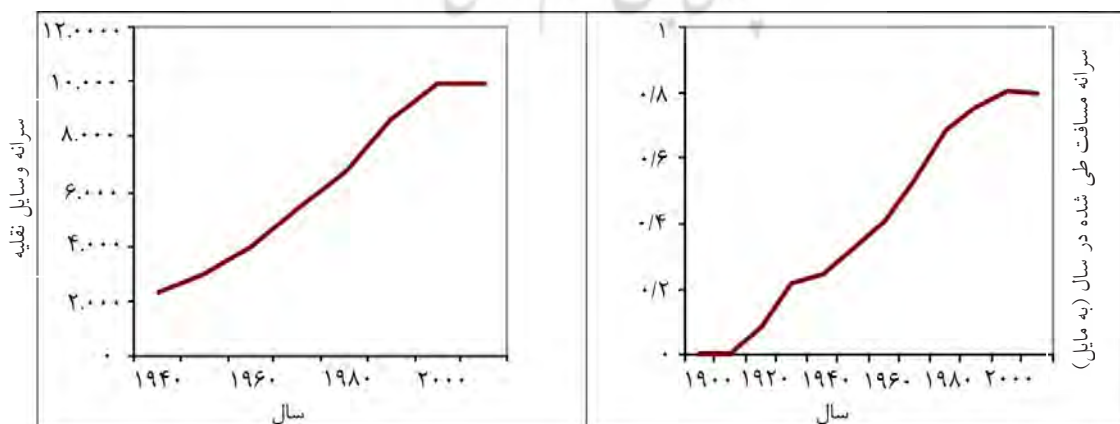 ۱۲.۰۰۰۰
۱۰.۰۰۰
۸.۰۰۰
۶.۰۰۰
۴.۰۰۰
۲.۰۰۰
۰
سرانه وسایل نقلیه
۱۹۴۰ ۱۹۶۰ ۱۹۸۰ ۲۰۰۰
سال
۱
۰/۸
۰/۶
۰/۴
۰/۲
۰
سرانه مسافت طی شده در سال (به مایل)
۱۹۰۰ ۱۹۲۰ ۱۹۴۰ ۱۹۶۰ ۱۹۸۰ ۲۰۰۰
سال